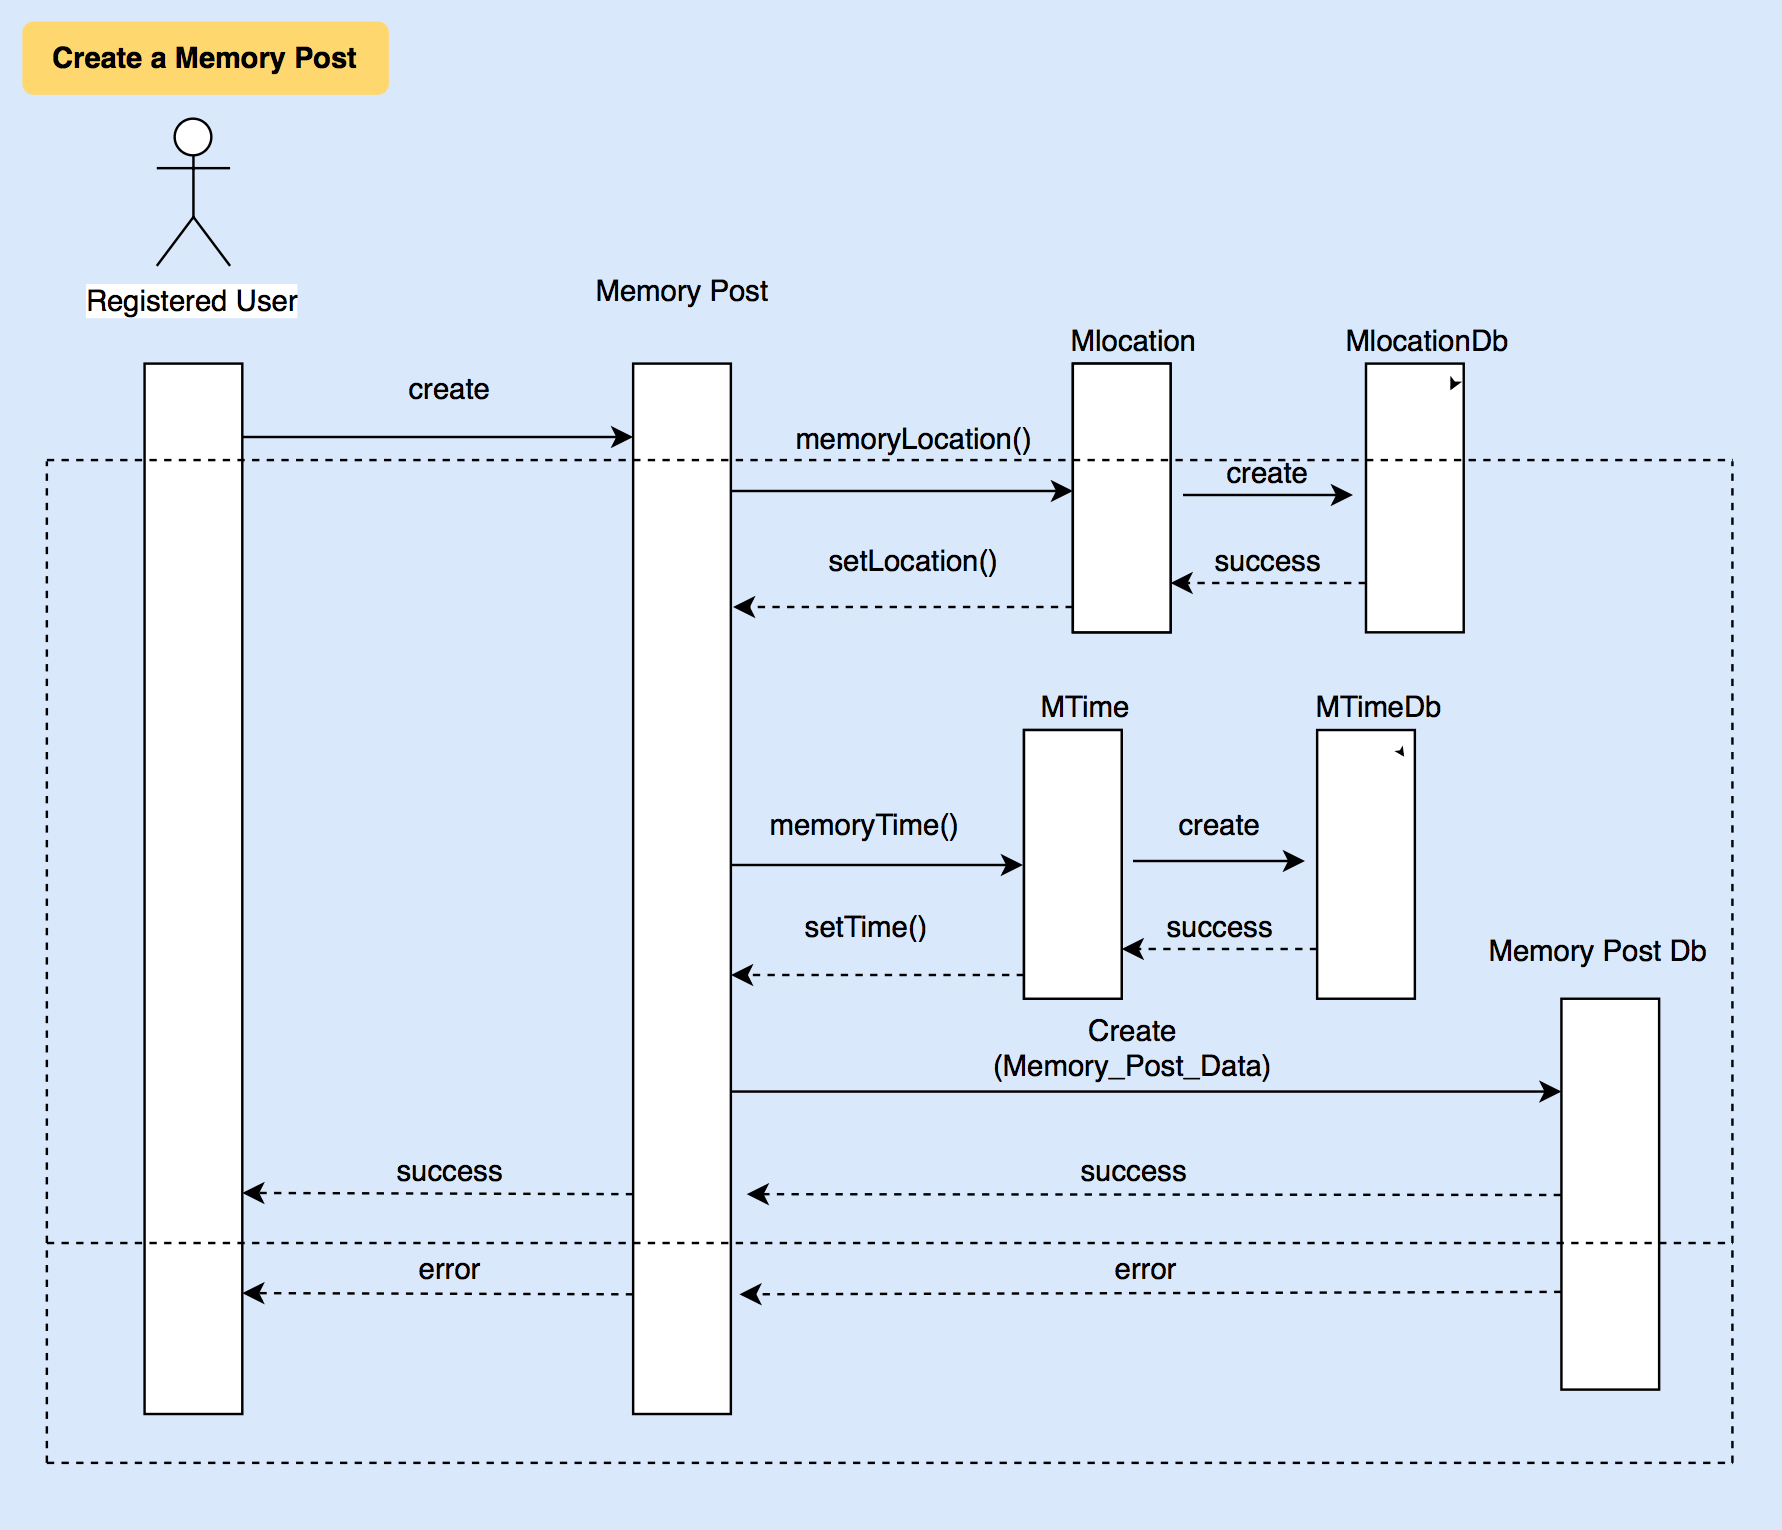 Create a Memory Post
Registered User
Memory Post
Mlocation
MlocationDb
create
memoryLocation()
create
setLocation()
success
MTime
MTimeDb
memoryTime()
create
setTime()
success
Memory Post Db
Create
(Memory_Post_Data)
success
success
error
error